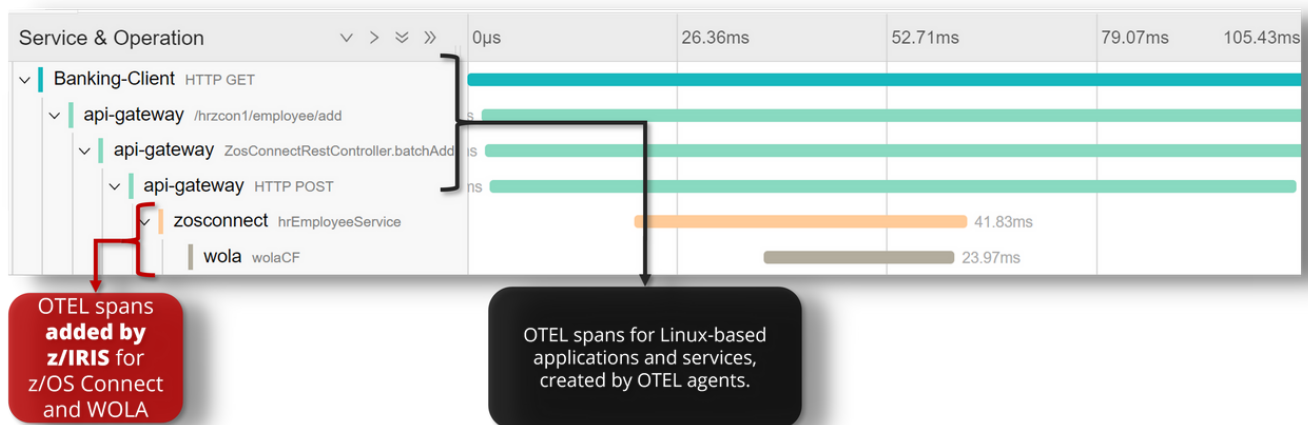 Service & Operation 0µs 26.36ms 52.71ms 79.07ms 105.43ms
Banking-Client HTTP GET
api-gateway /hrzcon1/employee/add s
api-gateway ZosConnectRestController.batchAdd is
api-gateway HTTP POST ns
zosconnect hrEmployeeService 41.83ms
wola wolaCF 23.97ms
OTEL spans
added by
z/IRIS for
z/OS Connect
and WOLA
OTEL spans for Linux-based
applications and services,
created by OTEL agents.